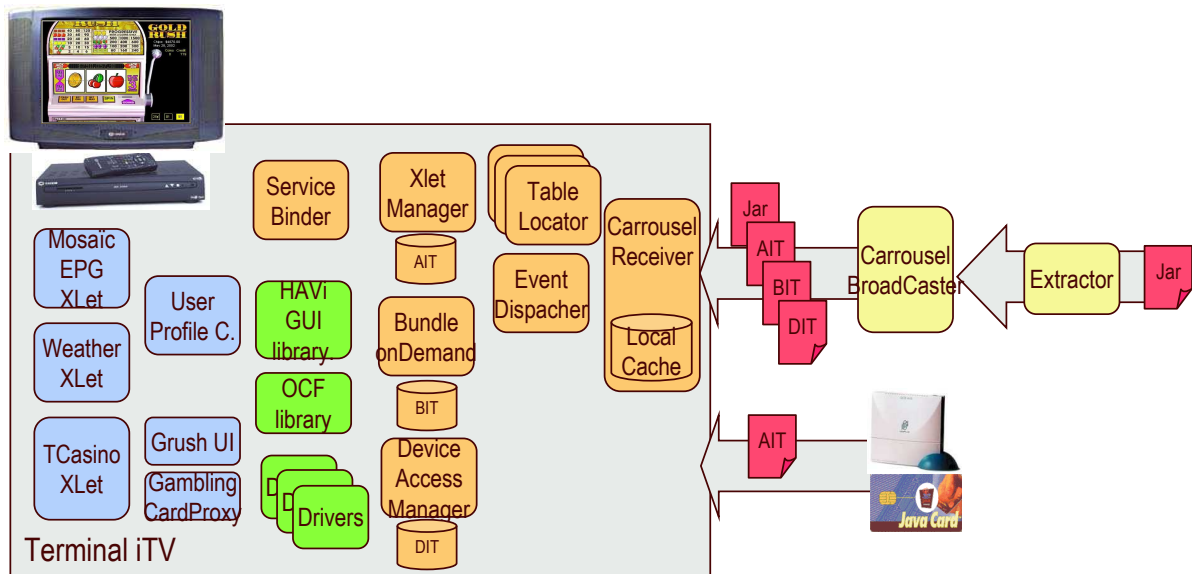 GOLD
RUSH
Service
Binder
Xlet
Manager
AIT
Table
Locator
Carrousel
Receiver
Local
Cache
Jar
AIT
BIT
DIT
Carrousel
BroadCaster
Extractor
Jar
Mosaïc
EPG
XLet
User
Profile C.
HAVi
GUI
library.
Bundle
onDemand
BIT
Event
Dispacher
Weather
XLet
OCF
library
TCasino
XLet
Grush UI
Gambling
CardProxy
D
D
Drivers
Device
Access
Manager
DIT
AIT
Java Card
Terminal iTV